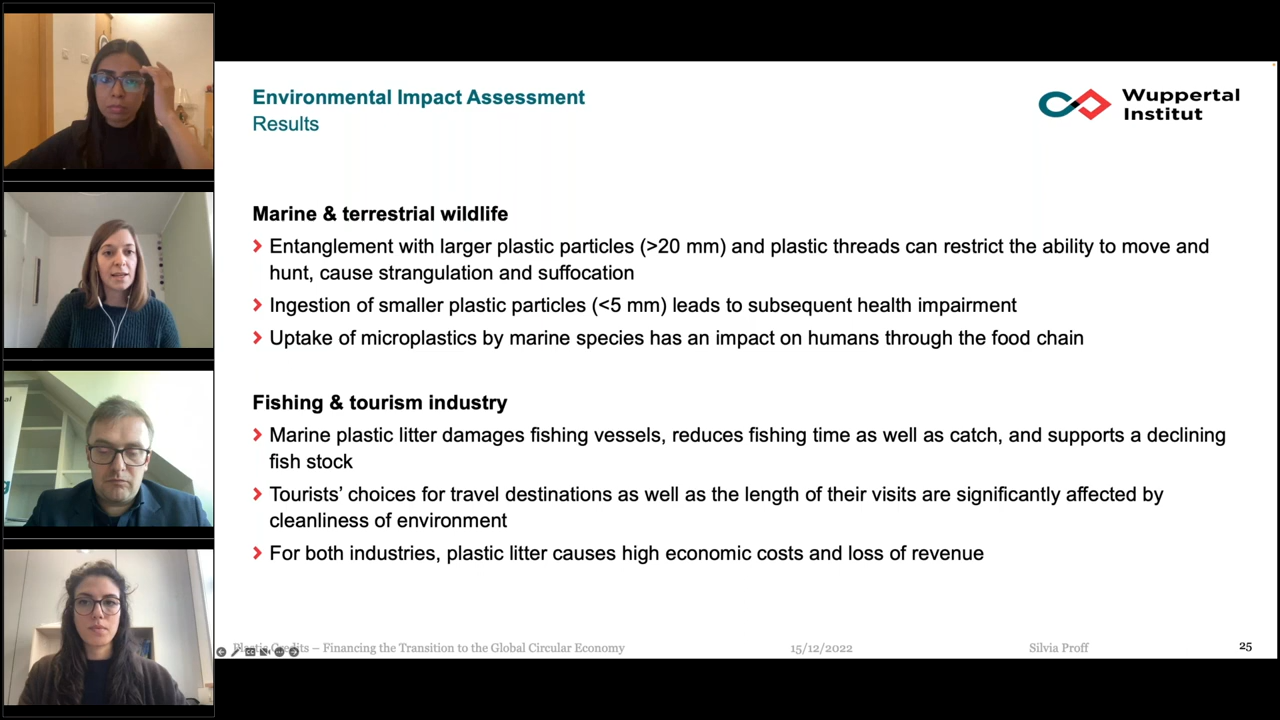 Environmental Impact Assessment
Results
Wuppertal
Institut
Marine & terrestrial wildlife
Entanglement with larger plastic particles (>20 mm) and plastic threads can restrict the ability to move and
hunt, cause strangulation and suffocation
Ingestion of smaller plastic particles (<5 mm) leads to subsequent health impairment
Uptake of microplastics by marine species has an impact on humans through the food chain
Fishing & tourism industry
Marine plastic litter damages fishing vessels, reduces fishing time as well as catch, and supports a declining
fish stock
Tourists’ choices for travel destinations as well as the length of their visits are significantly affected by
cleanliness of environment
For both industries, plastic litter causes high economic costs and loss of revenue
Plastic Credits – Financing the Transition to the Global Circular Economy
15/12/2022
Silvia Proff
25